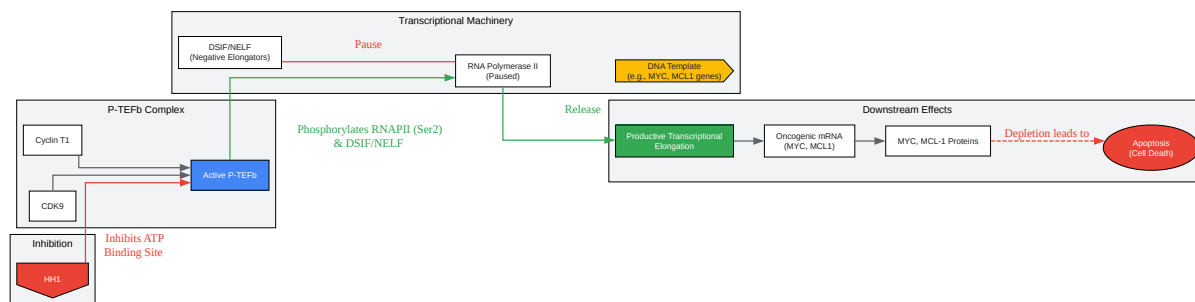 Transcriptional Machinery
DSIF/NELF
(Negative Elongators)
Pause
RNA Polymerase II
(Paused)
DNA Template
(e.g., MYC, MCL1 genes)
P-TEFb Complex
Cyclin T1
CDK9
Active P-TEFb
Phosphorylates RNAPII (Ser2)
& DSIF/NELF
Release
Downstream Effects
Productive Transcriptional
Elongation
Oncogenic mRNA
(MYC, MCL1)
MYC, MCL-1 Proteins
Depletion leads to
Apoptosis
(Cell Death)
Inhibition
HH1
Inhibits ATP
Binding Site